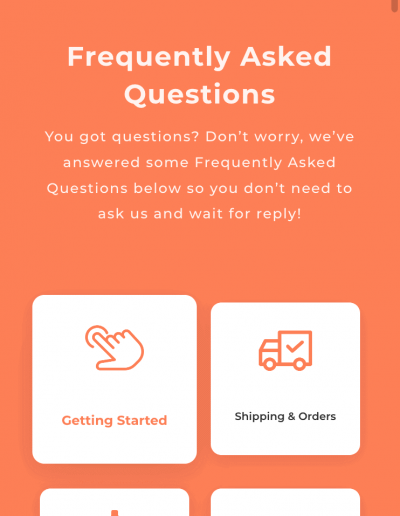 Frequently Asked
Questions
You got questions? Don’t worry, we’ve
answered some Frequently Asked
Questions below so you don’t need to
ask us and wait for reply!
Getting Started
Shipping & Orders